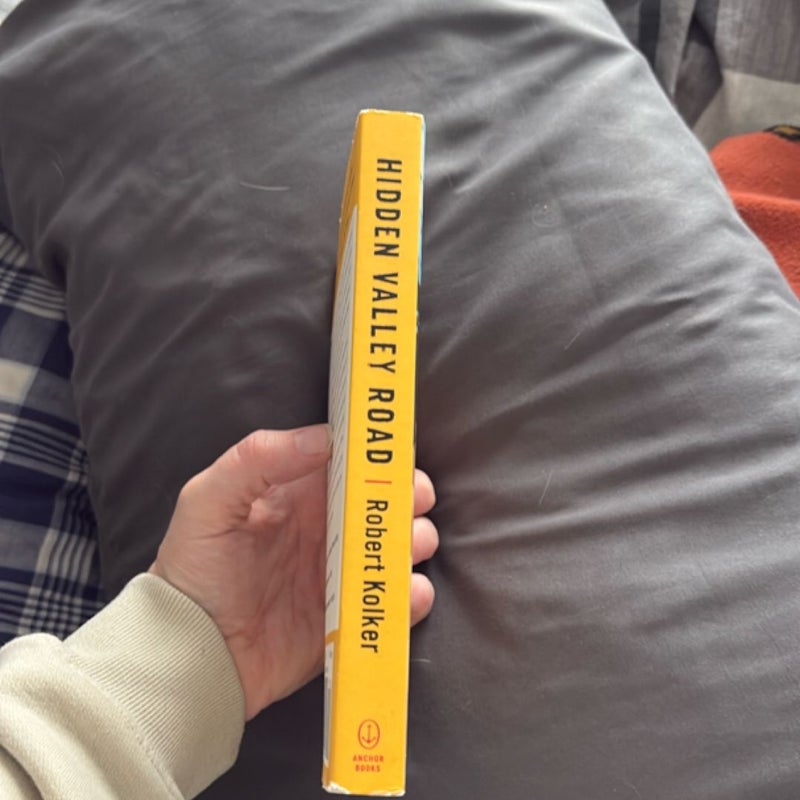 HIDDEN VALLEY ROAD | Robert Kolker
ANCHOR
BOOKS